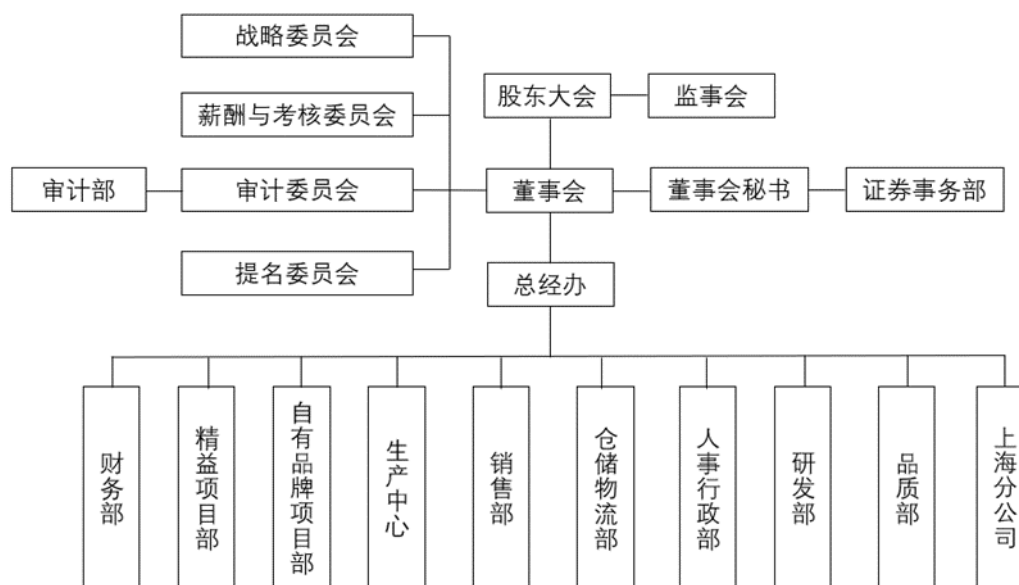 战略委员会
股东大会
监事会
薪酬与考核委员会
审计部
审计委员会
董事会
董事会秘书
证券事务部
提名委员会
总经办
财务部
精益项目部
自有品牌项目部
生产中心
销售部
仓储物流部
人事行政部
研发部
品质部
上海分公司